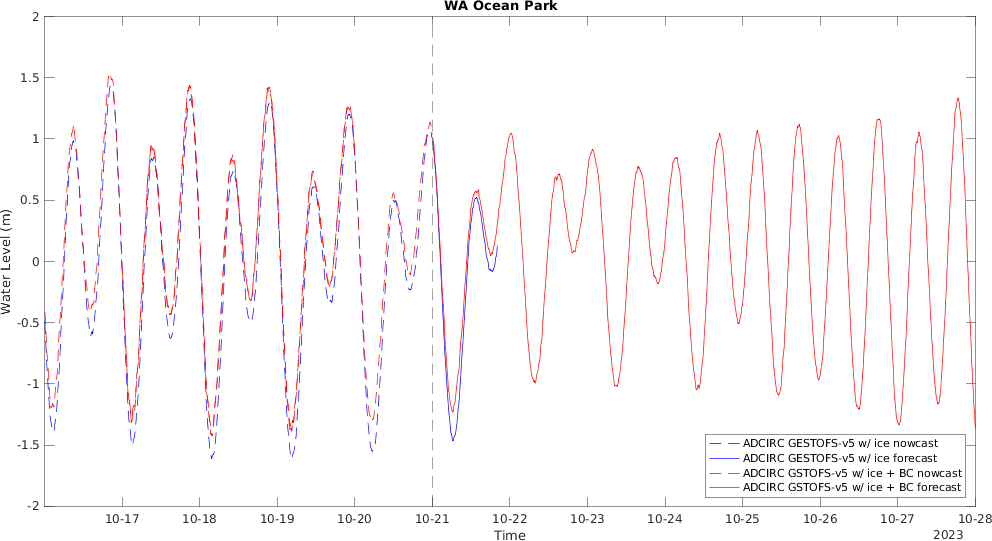 WA Ocean Park
2
1.5
1
0.5
0
-0.5
-1
-1.5
-2
Water Level (m)
10-17 10-18 10-19 10-20 10-21 10-22 10-23 10-24 10-25 10-26 10-27 10-28
Time
2023
ADCIRC GESTOFS-v5 w/ ice nowcast
ADCIRC GESTOFS-v5 w/ ice forecast
ADCIRC GSTOFS-v5 w/ ice + BC nowcast
ADCIRC GSTOFS-v5 w/ ice + BC forecast